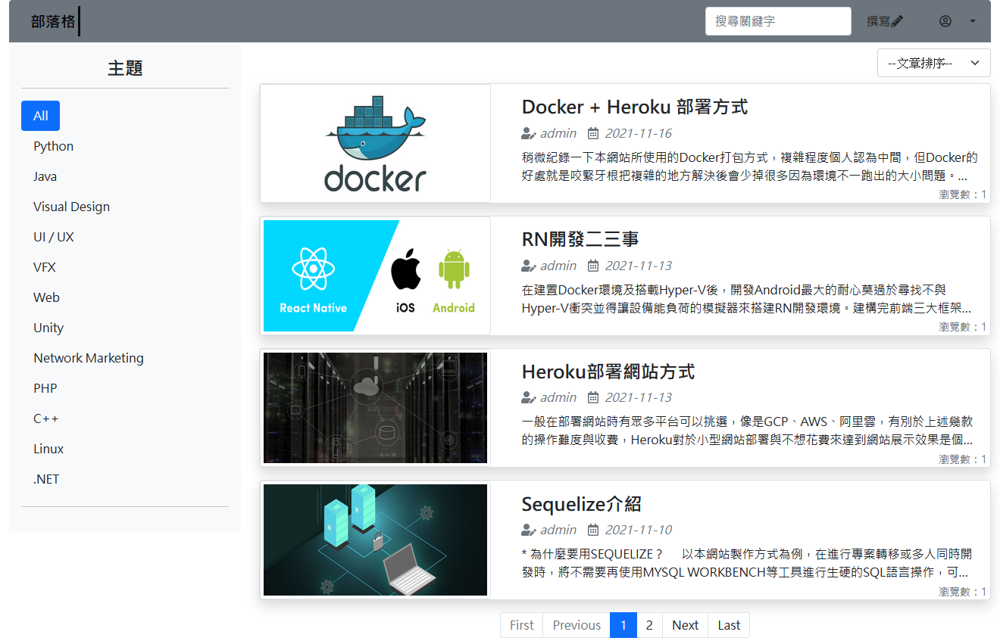 部落格
搜尋關鍵字
撰寫
主題
All
Python
Java
Visual Design
UI / UX
VFX
Web
Unity
Network Marketing
PHP
C++
Linux
.NET
--文章排序--
docker
Docker + Heroku 部署方式
admin 2021-11-16
稍微紀錄一下本網站所使用的Docker打包方式，複雜程度個人認為中間，但Docker的
好處就是咬緊牙根把複雜的地方解決後會少掉很多因為環境不一跑出的大小問題。...
瀏覽數：1
React Native
iOS
Android
RN開發二三事
admin 2021-11-13
在建置Docker環境及搭載Hyper-V後，開發Android最大的耐心莫過於尋找不與
Hyper-V衝突並得讓設備能負荷的模擬器來搭建RN開發環境。建構完前端三大框架...
瀏覽數：1
Heroku部署網站方式
admin 2021-11-13
一般在部署網站時有眾多平台可以挑選，像是GCP、AWS、阿里雲，有別於上述幾款
的操作難度與收費，Heroku對於小型網站部署與不想花費來達到網站展示效果是個...
瀏覽數：1
Sequelize介紹
admin 2021-11-10
* 為什麼要用SEQUELIZE？ 以本網站製作方式為例，在進行專案轉移或多人同時開
發時，將不需要再使用MYSQL WORKBENCH等工具進行生硬的SQL語言操作，可...
瀏覽數：1
First Previous 1 2 Next Last